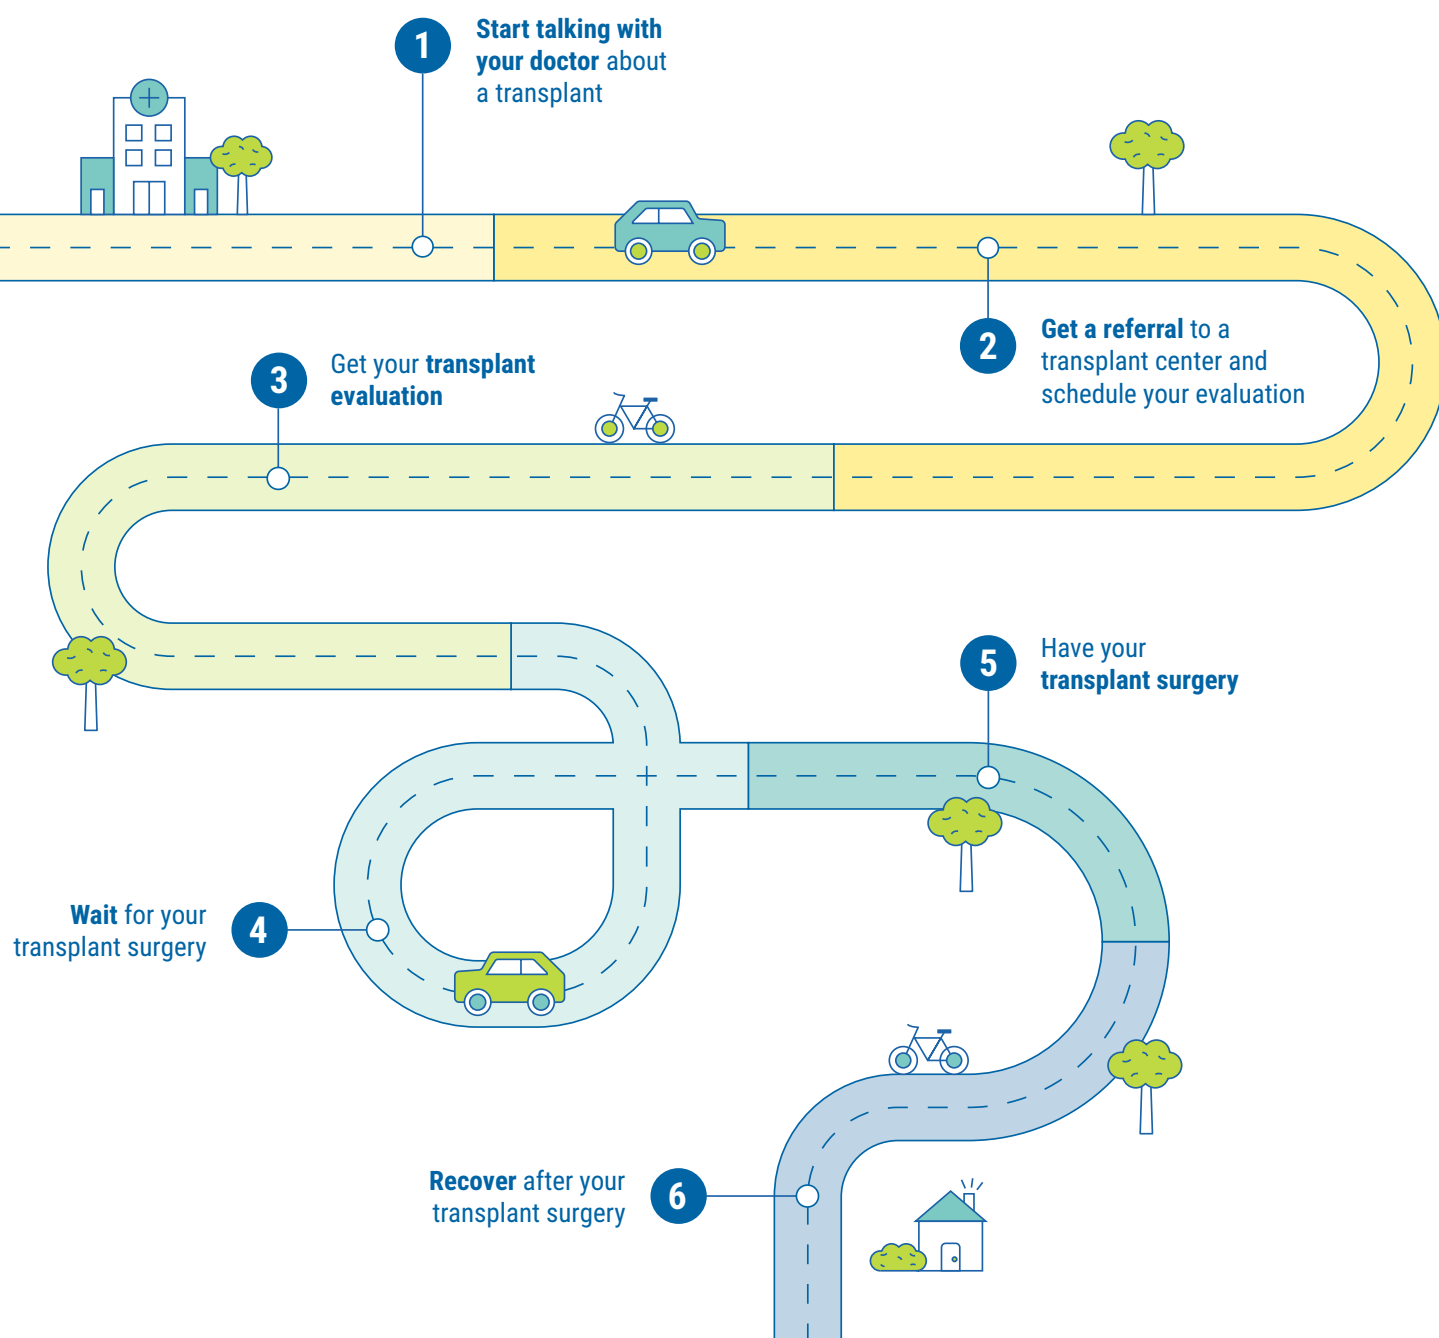 1
Start talking with
your doctor about
a transplant
2
Get a referral to a
transplant center and
schedule your evaluation
3
Get your transplant
evaluation
4
Wait for your
transplant surgery
5
Have your
transplant surgery
6
Recover after your
transplant surgery